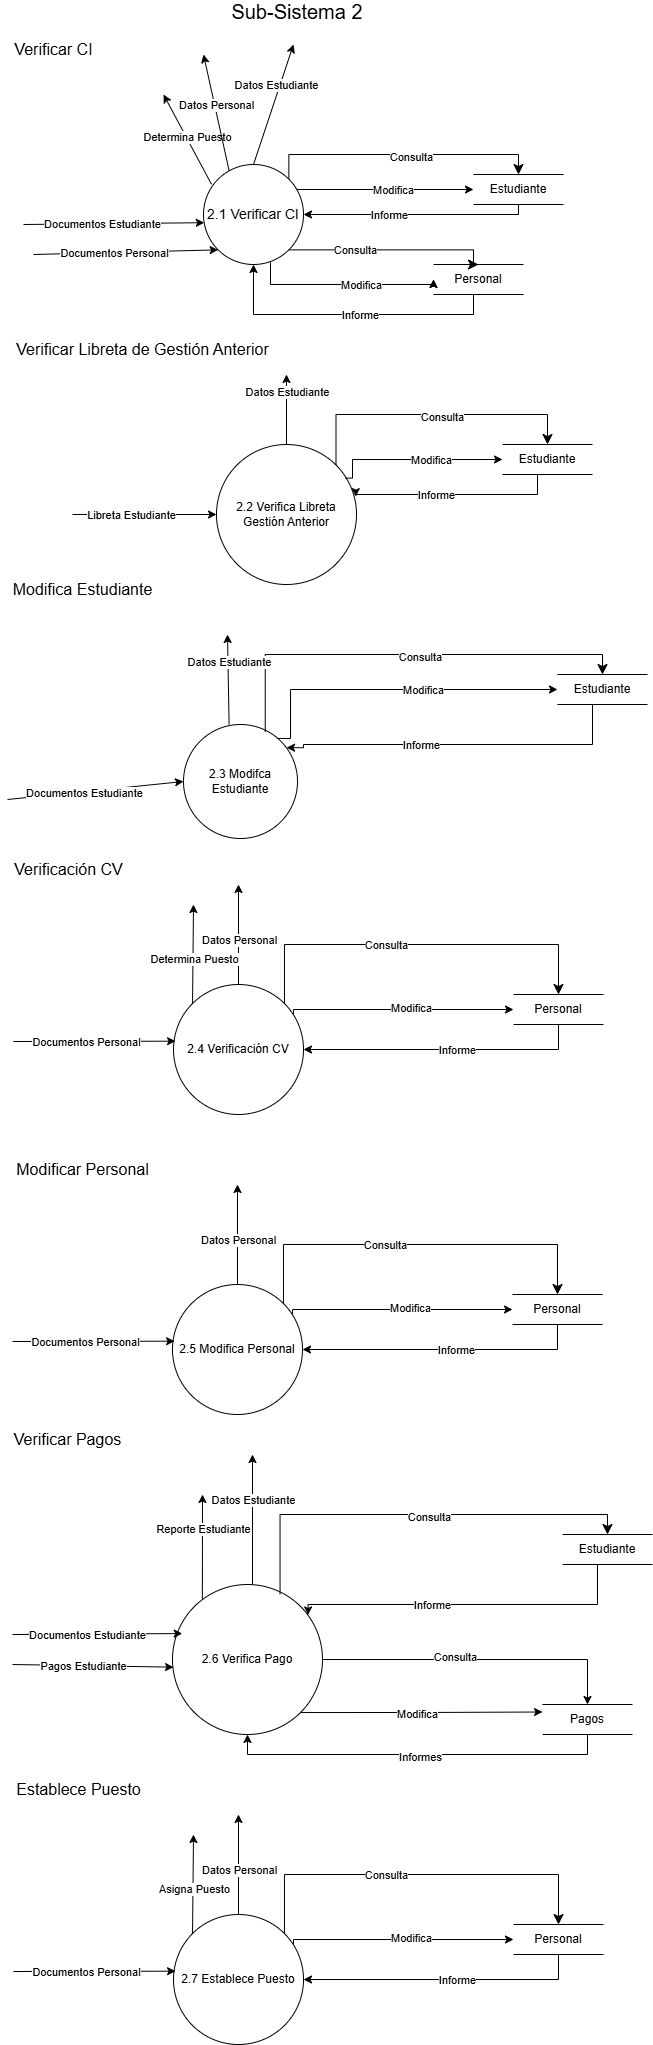 Sub-Sistema 2
Verificar CI
Datos Estudiante
Datos Personal
Determina Puesto
Consulta
Modifica
Estudiante
2.1 Verificar CI
Informe
Documentos Estudiante
Documentos Personal
Consulta
Personal
Modifica
Informe
Verificar Libreta de Gestión Anterior
Datos Estudiante
Consulta
Modifica
Estudiante
Informe
2.2 Verifica Libreta
Gestión Anterior
Libreta Estudiante
Modifica Estudiante
Datos Estudiante
Consulta
Modifica
Estudiante
Informe
2.3 Modifca
Estudiante
Documentos Estudiante
Verificación CV
Datos Personal
Determina Puesto
Consulta
Modifica
Personal
Documentos Personal
2.4 Verificación CV
Informe
Modificar Personal
Datos Personal
Consulta
Modifica
Personal
Documentos Personal
2.5 Modifica Personal
Informe
Verificar Pagos
Datos Estudiante
Reporte Estudiante
Consulta
Estudiante
Informe
Documentos Estudiante
Pagos Estudiante
2.6 Verifica Pago
Consulta
Modifica
Pagos
Informes
Establece Puesto
Datos Personal
Asigna Puesto
Consulta
Modifica
Personal
Documentos Personal
2.7 Establece Puesto
Informe